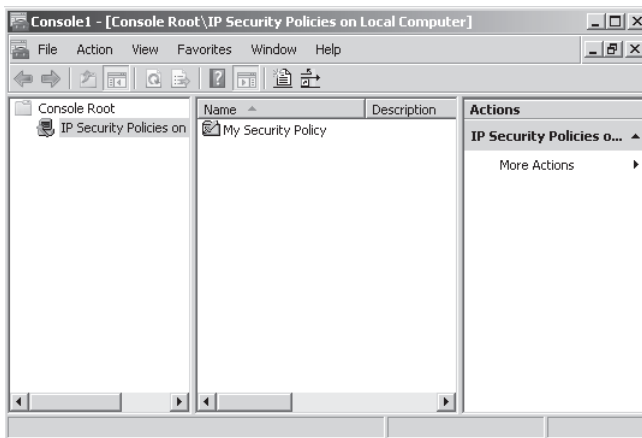 Console1 - [Console Root\IP Security Policies on Local Computer]
File Action View Favorites Window Help
Console Root
IP Security Policies on
Name
Description
My Security Policy
Actions
IP Security Policies o...
More Actions